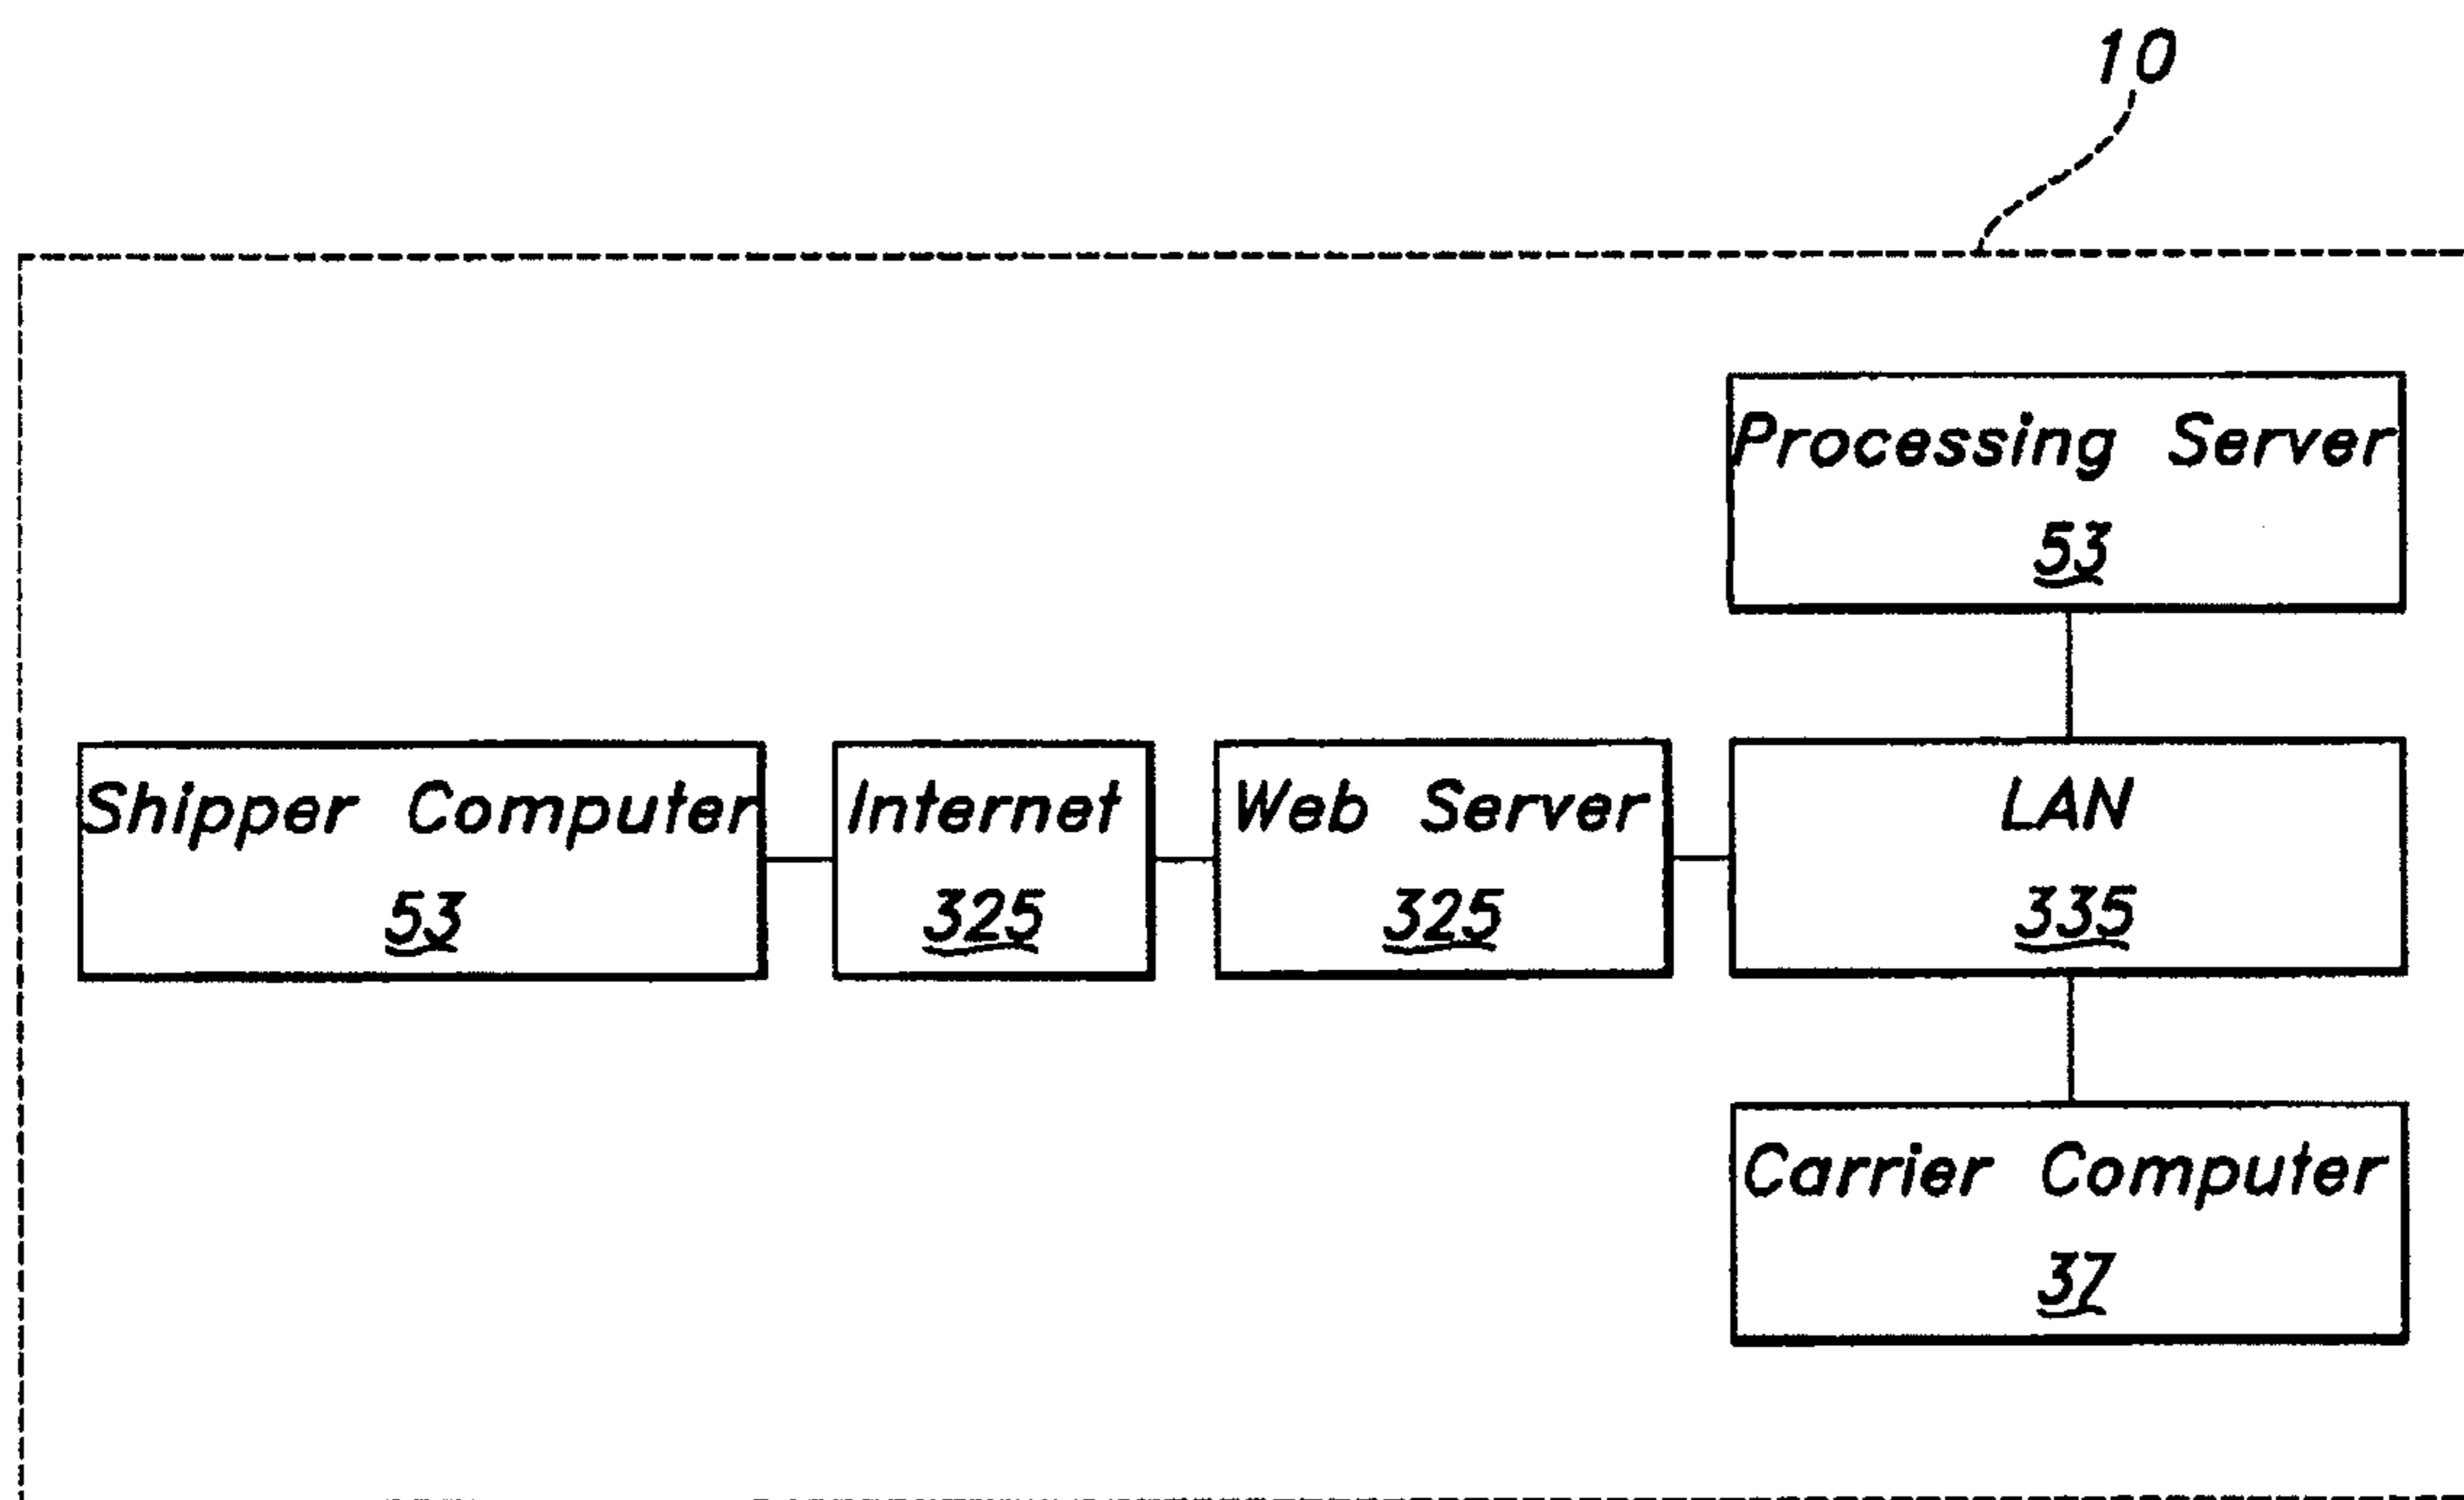 10
Processing Server
53
Shipper Computer
53
Internet
325
Web Server
325
LAN
335
Carrier Computer
37